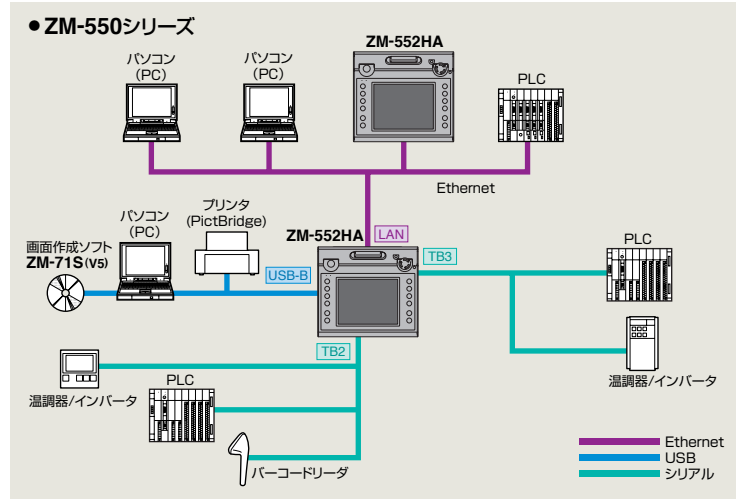 ●ZM-550シリーズ
ZM-552HA
パソコン
(PC)
パソコン
(PC)
PLC
Ethernet
プリンタ
(PictBridge)
パソコン
(PC)
画面作成ソフト
ZM-71S(V5)
ZM-552HA
LAN
USB-B
TB3
PLC
TB2
温調器/インバータ
PLC
温調器/インバータ
バーコードリーダ
Ethernet
USB
シリアル